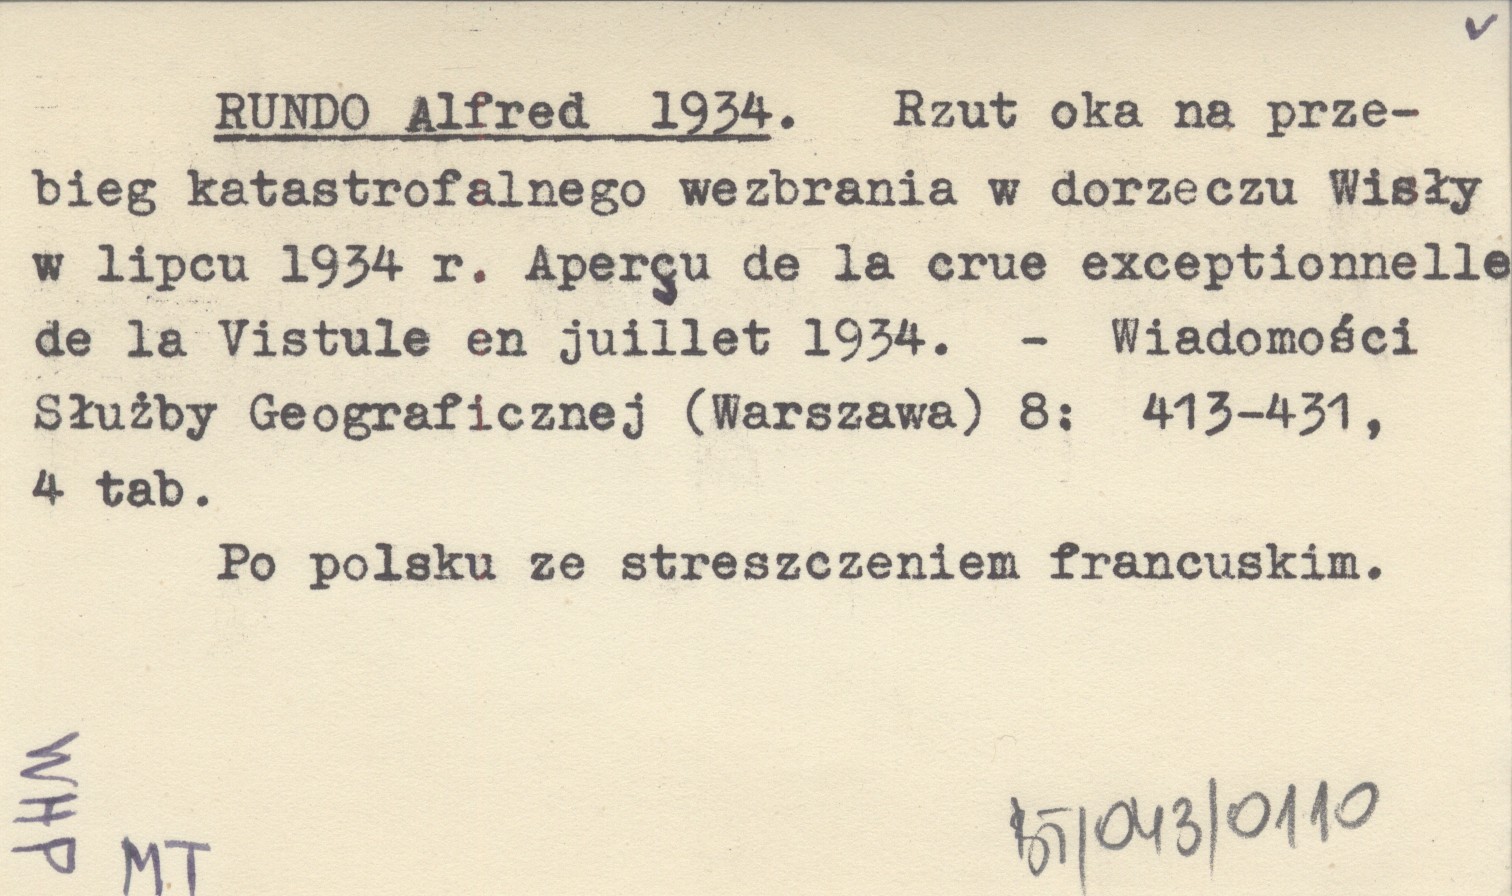 RUNDO Alfred 1934. Rzut oka na prze-
bieg katastrofalnego wezbrania w dorzeczu Wisły
w lipcu 1934 r. Aperçu de la crue exceptionnelle
de la Vistule en juillet 1934. - Wiadomości
Służby Geograficznej (Warszawa) 8: 413-431,
4 tab.
Po polsku ze streszczeniem francuskim.
WHP
MT
BT/043/0110